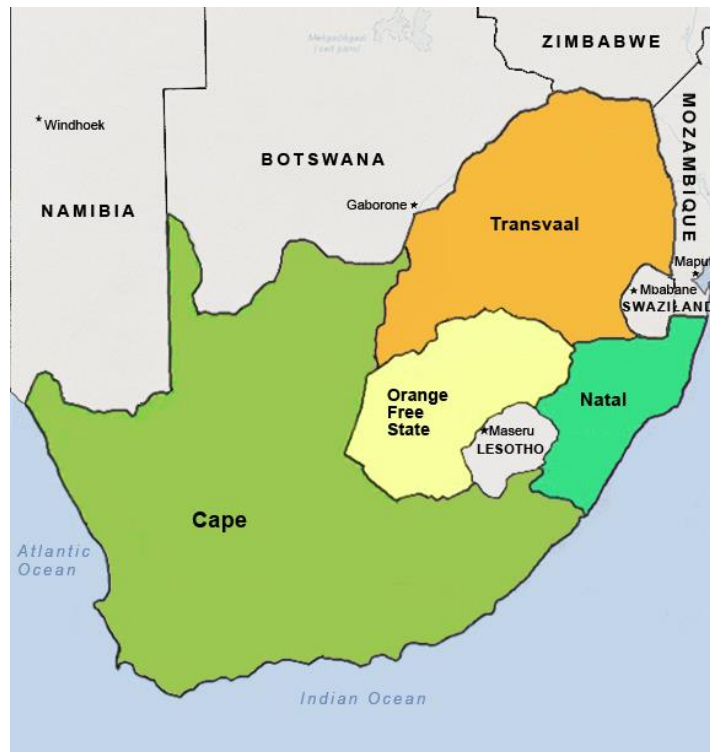 ZIMBABWE
Windhoek
BOTSWANA
MOZAMBIQUE
NAMIBIA
Gaborone
Transvaal
Maput
Mbabane
SWAZILAND
Orange
Free
State
Natal
Maseru
LESOTHO
Cape
Atlantic
Ocean
Indian Ocean